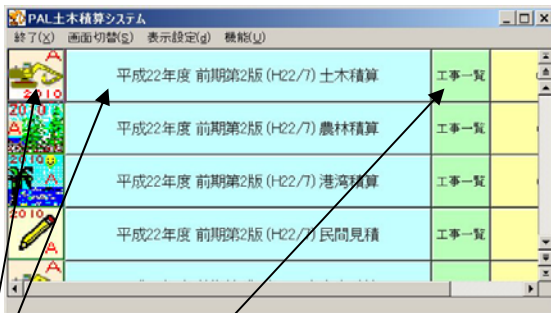 PAL土木積算システム
終了(X) 画面切替(S) 表示設定(d) 機能(U)
A
2010
平成22年度 前期第2版 (H22/7) 土木積算 工事一覧
2010
A
平成22年度 前期第2版 (H22/7) 農林積算 工事一覧
2010
A
平成22年度 前期第2版 (H22/7) 港湾積算 工事一覧
2010
A
平成22年度 前期第2版 (H22/7) 民間見積 工事一覧
A